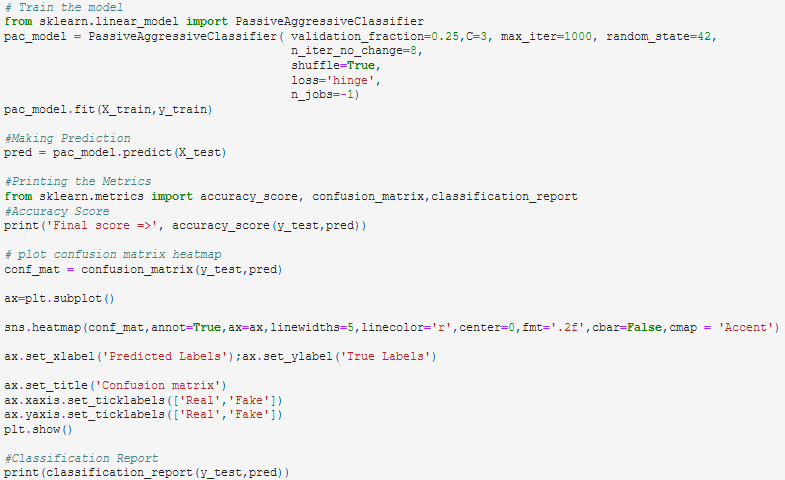 # Train the model
from sklearn.linear_model import PassiveAggressiveClassifier
pac_model = PassiveAggressiveClassifier( validation_fraction=0.25,C=3, max_iter=1000, random_state=42,
n_iter_no_change=8,
shuffle=True,
loss='hinge',
n_jobs=-1)
pac_model.fit(X_train,y_train)
#Making Prediction
pred = pac_model.predict(X_test)
#Printing the Metrics
from sklearn.metrics import accuracy_score, confusion_matrix,classification_report
#Accuracy Score
print('Final score =>', accuracy_score(y_test,pred))
# plot confusion matrix heatmap
conf_mat = confusion_matrix(y_test,pred)
ax=plt.subplot()
sns.heatmap(conf_mat,annot=True,ax=ax,linewidths=5,linecolor='r',center=0,fmt='.2f',cbar=False,cmap = 'Accent')
ax.set_xlabel('Predicted Labels');ax.set_ylabel('True Labels')
ax.set_title('Confusion matrix')
ax.xaxis.set_ticklabels(['Real','Fake'])
ax.yaxis.set_ticklabels(['Real','Fake'])
plt.show()
#Classification Report
print(classification_report(y_test,pred))